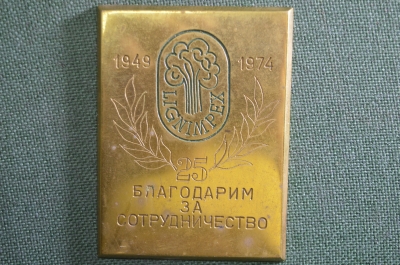 1949 1974
LIGNIMPEX
25
БЛАГОДАРИМ
ЗА
СОТРУДНИЧЕСТВО